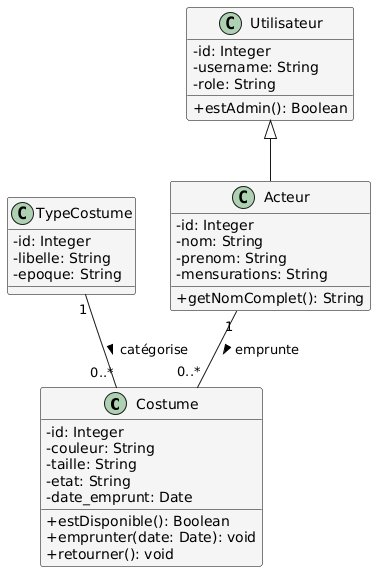 C Utilisateur
-id: Integer
-username: String
-role: String
+estAdmin(): Boolean
C TypeCostume
-id: Integer
-libelle: String
-epoque: String
C Acteur
-id: Integer
-nom: String
-prenom: String
-mensurations: String
+getNomComplet(): String
1
1
catégorise
emprunte
0..*
0..*
C Costume
-id: Integer
-couleur: String
-taille: String
-etat: String
-date_emprunt: Date
+estDisponible(): Boolean
+emprunter(date: Date): void
+retourner(): void